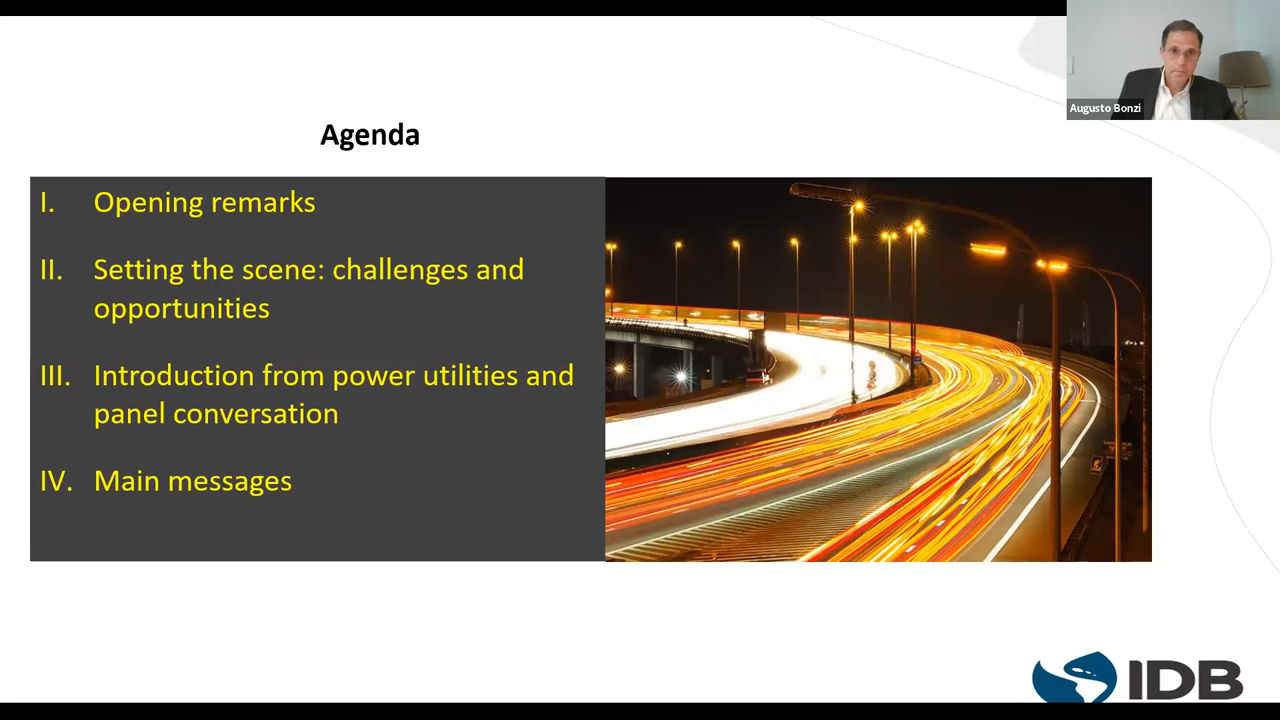 Augusto Bonzi
Agenda
I. Opening remarks
II. Setting the scene: challenges and
opportunities
III. Introduction from power utilities and
panel conversation
IV. Main messages
IDB